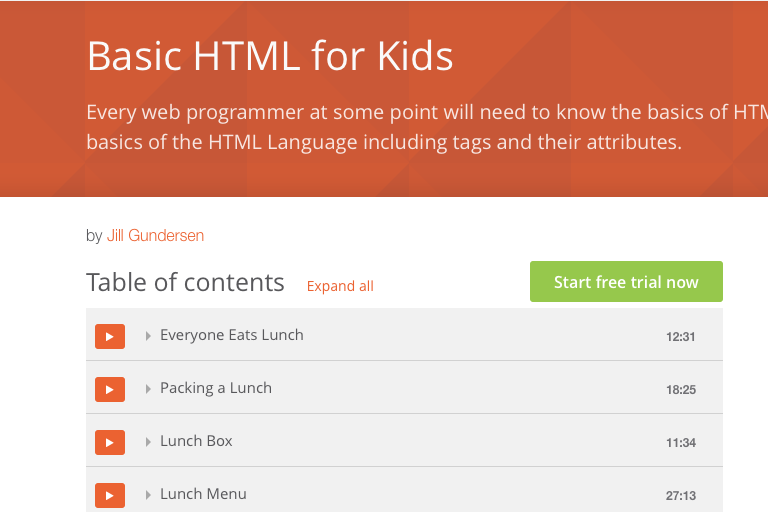 Basic HTML for Kids
Every web programmer at some point will need to know the basics of HTM
basics of the HTML Language including tags and their attributes.
by Jill Gundersen
Table of contents Expand all Start free trial now
Everyone Eats Lunch 12:31
Packing a Lunch 18:25
Lunch Box 11:34
Lunch Menu 27:13